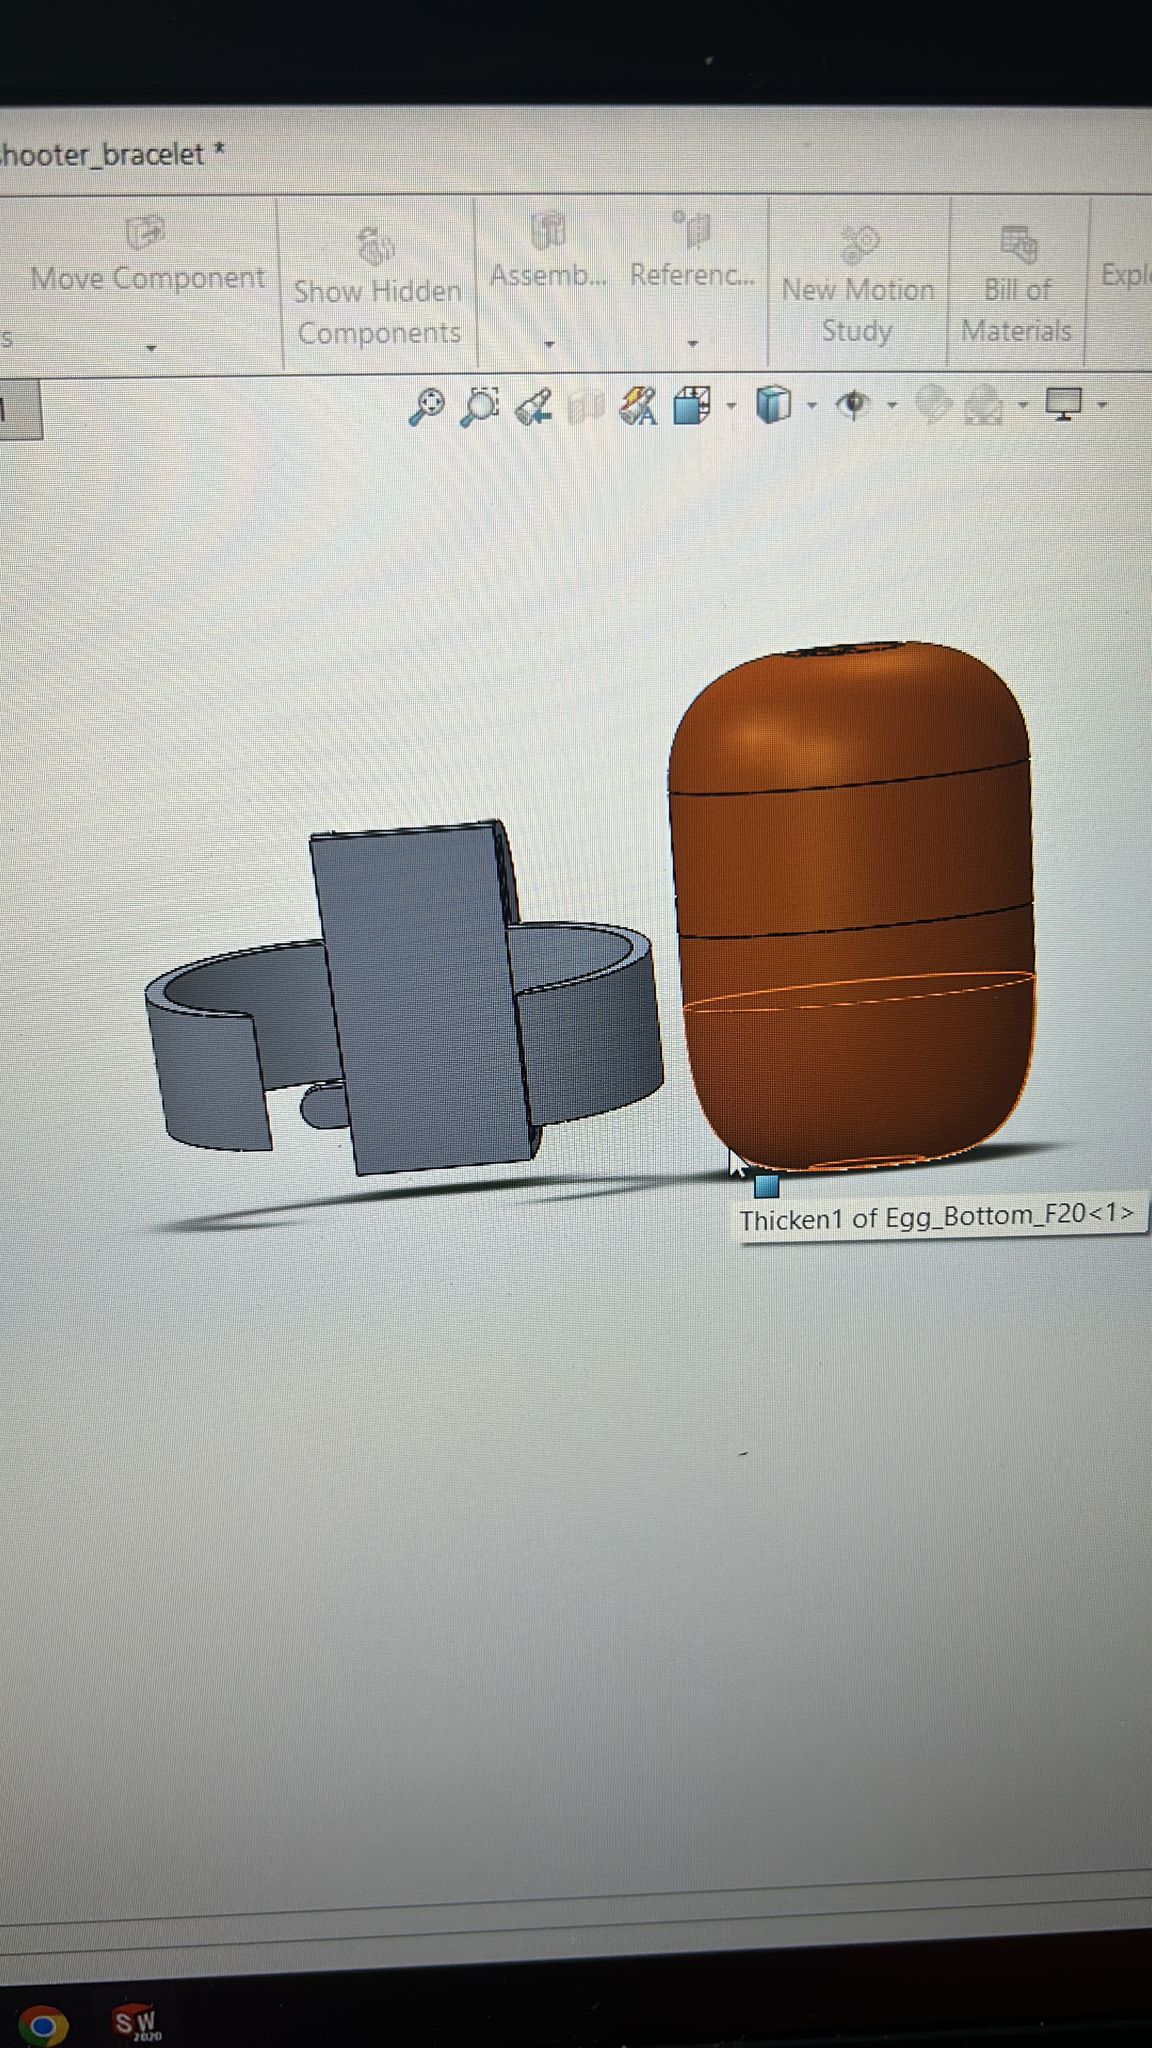 hooter_bracelet *
Move Component
s
Show Hidden
Components
Assemb...
Referenc...
New Motion
Study
Bill of
Materials
Expl
Thicken1 of Egg_Bottom_F20<1>
SW
2020